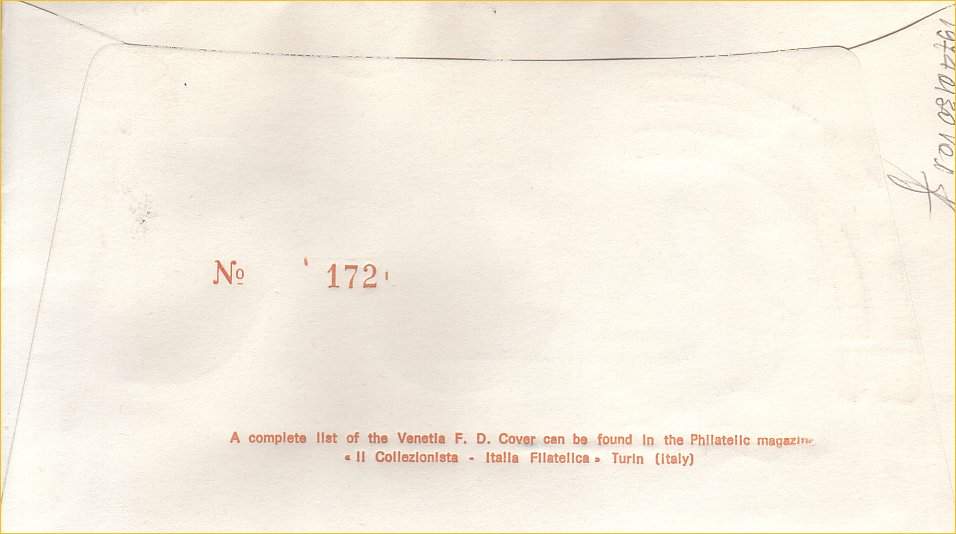 No 172
A complete list of the Venetia F. D. Cover can be found in the Philatelic magazine
« Il Collezionista - Italia Filatelica » Turin (Italy)